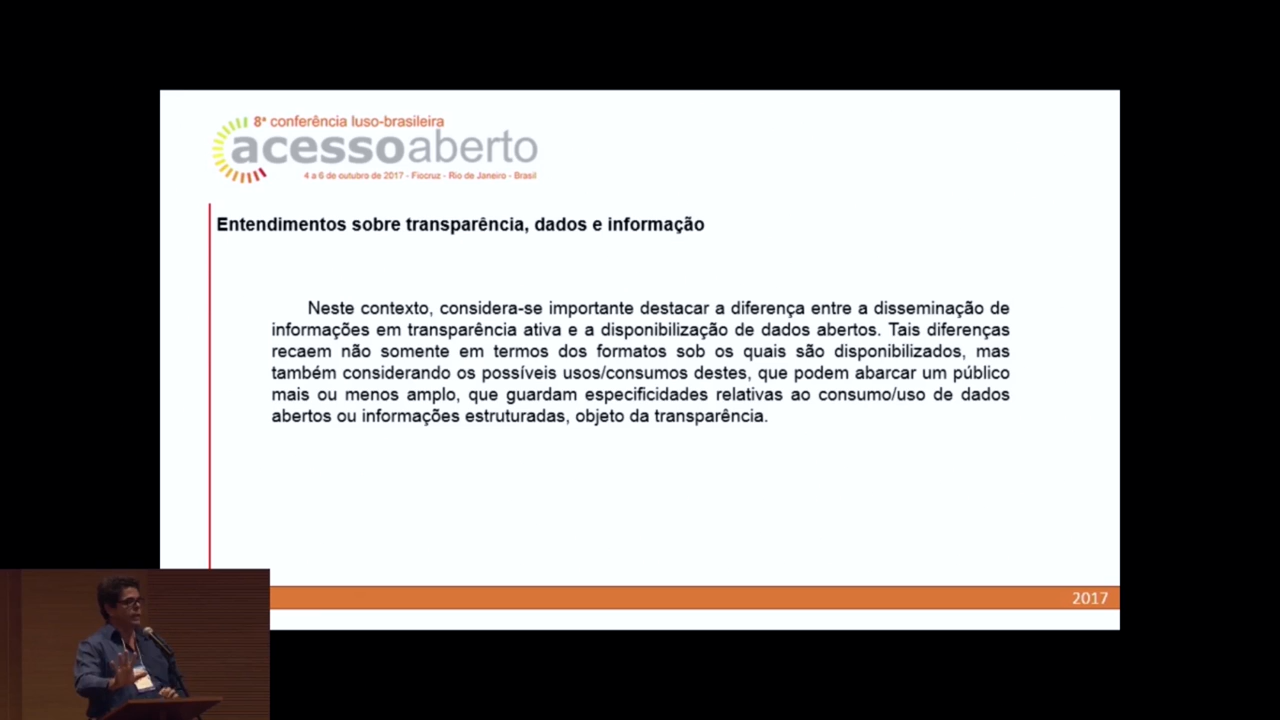 8ª conferência luso-brasileira
acessoaberto
4 a 6 de outubro de 2017 - Fiocruz - Rio de Janeiro - Brasil
Entendimentos sobre transparência, dados e informação
Neste contexto, considera-se importante destacar a diferença entre a disseminação de
informações em transparência ativa e a disponibilização de dados abertos. Tais diferenças
recaem não somente em termos dos formatos sob os quais são disponibilizados, mas
também considerando os possíveis usos/consumos destes, que podem abarcar um público
mais ou menos amplo, que guardam especificidades relativas ao consumo/uso de dados
abertos ou informações estruturadas, objeto da transparência.
2017